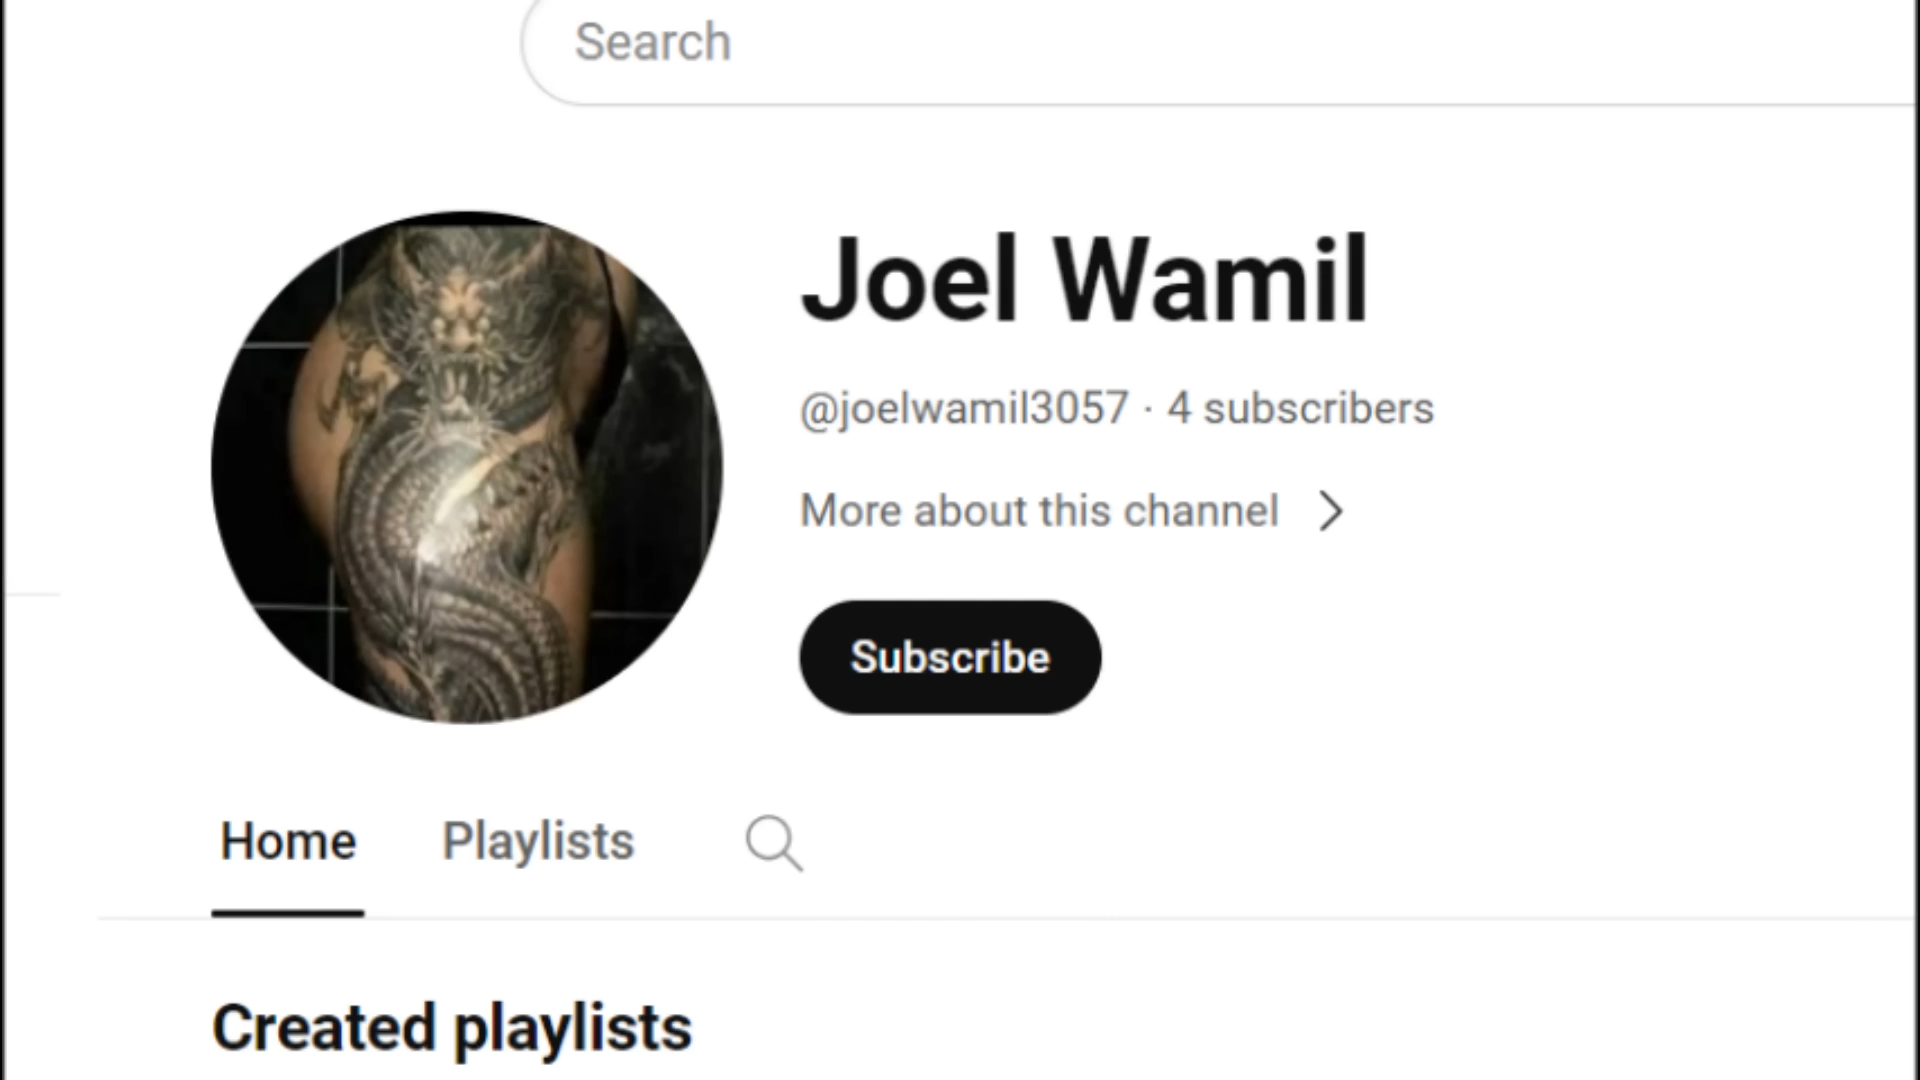 Search
Joel Wamil
@joelwamil3057 · 4 subscribers
More about this channel
Subscribe
Home
Playlists
Created playlists